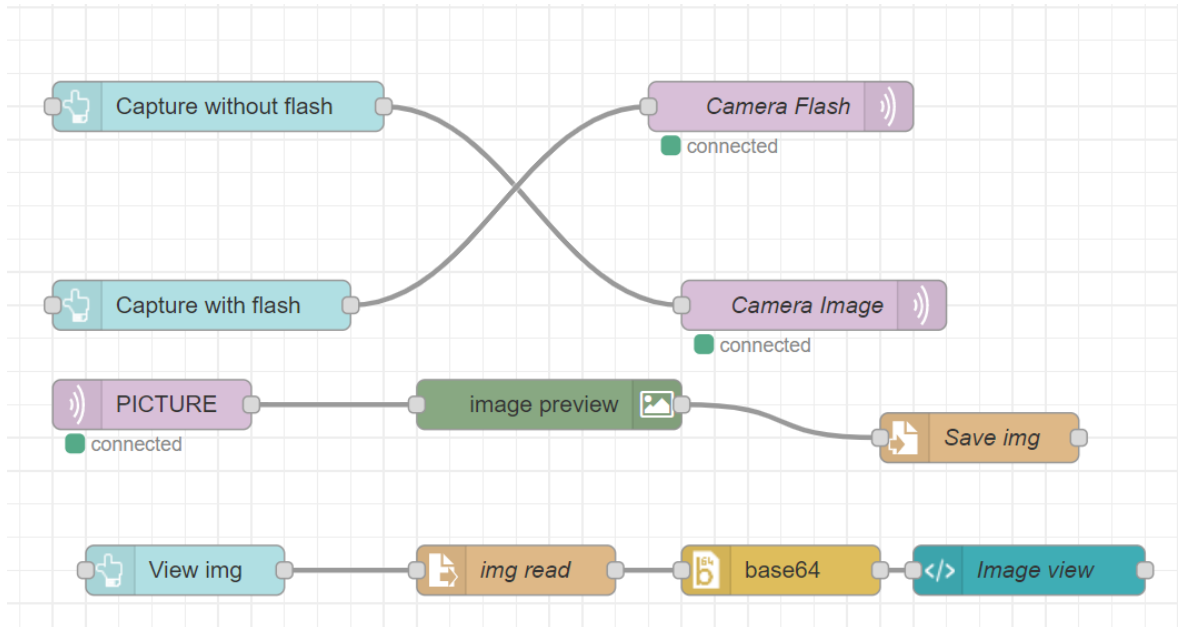 Capture without flash
Camera Flash
connected
Capture with flash
Camera Image
connected
PICTURE
image preview
connected
Save img
View img
img read
64
b
base64
</>
Image view